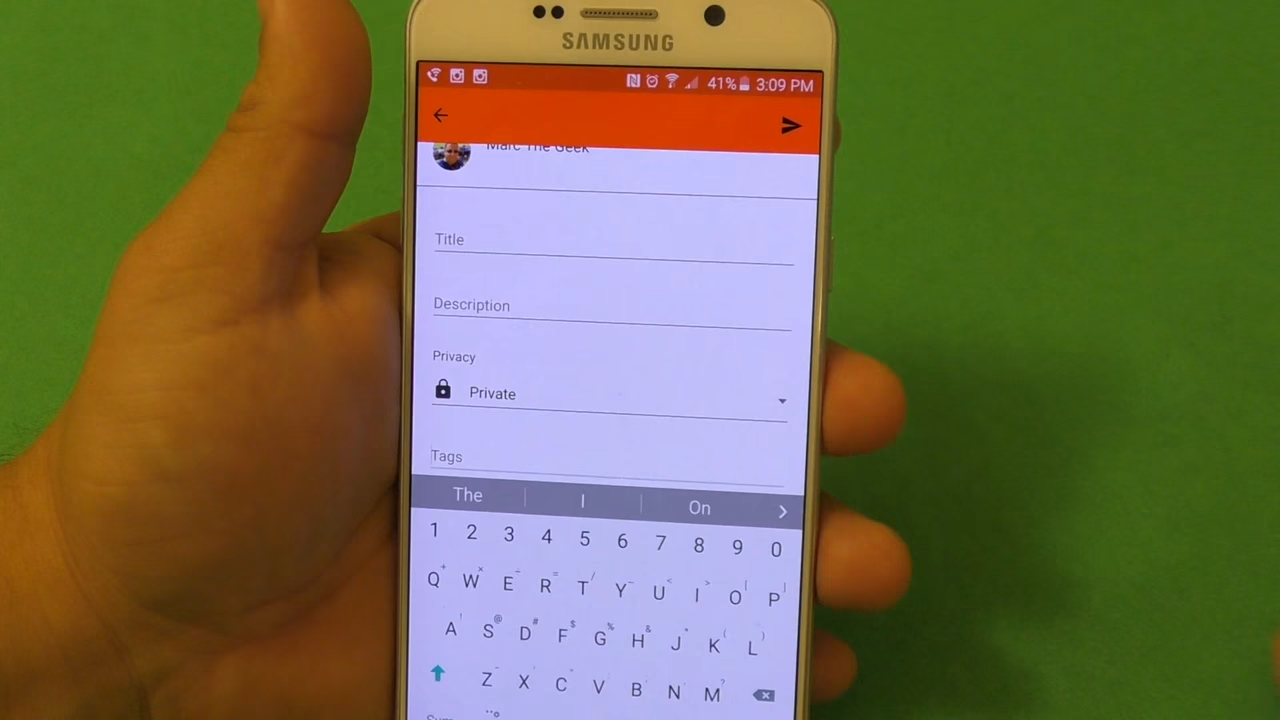 SAMSUNG
41% 3:09 PM
Marc The Geek
Title
Description
Privacy
Private
Tags
The I On
1 2 3 4 5 6 7 8 9 0
Q W E R T Y U I O P
A S D F G H J K L
Z X C V B N M